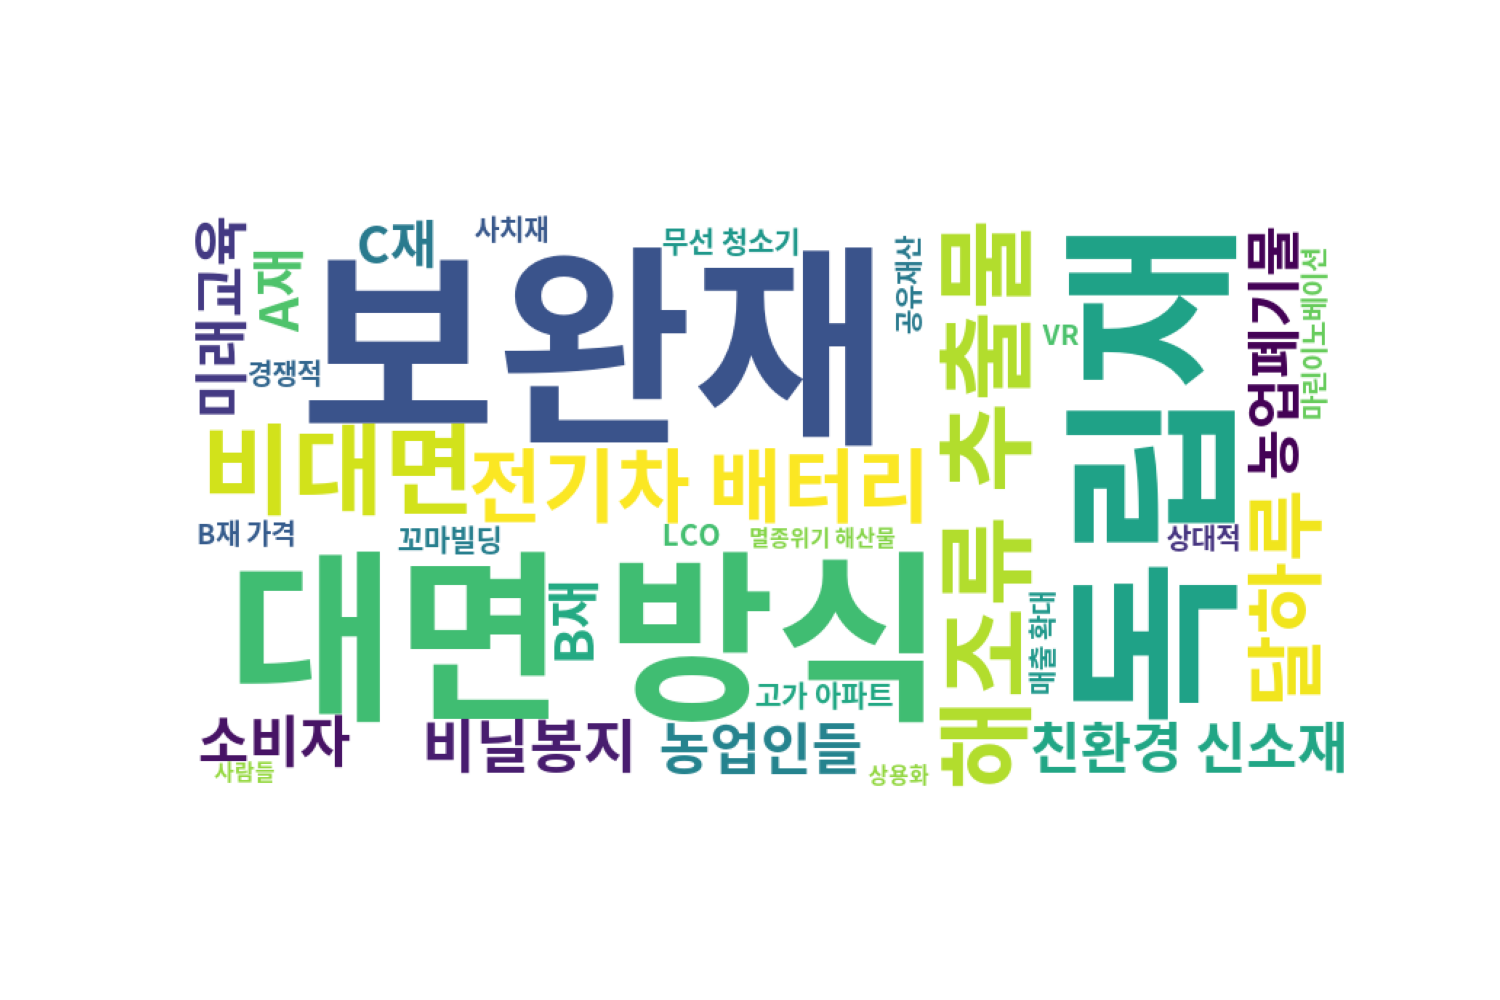 미래교육
A재
C재
사치재
무선 청소기
공유재산
보완재
경쟁적
해조류 추출물
VR
독립재
농업폐기물
마린이노베이션
비대면
전기차 배터리
B재 가격
꼬마빌딩
LCO
멸종위기 해산물
상대적
달하루
대면 방식
B재
매출 확대
고가 아파트
소비자
비닐봉지
농업인들
친환경 신소재
사람들
상용화